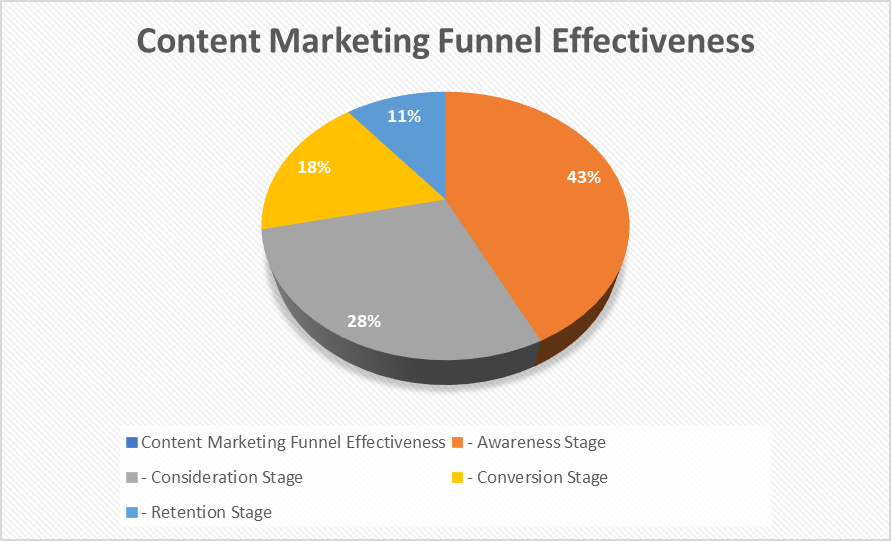 Content Marketing Funnel Effectiveness
11%
18%
43%
28%
Content Marketing Funnel Effectiveness - Awareness Stage
- Consideration Stage - Conversion Stage
- Retention Stage